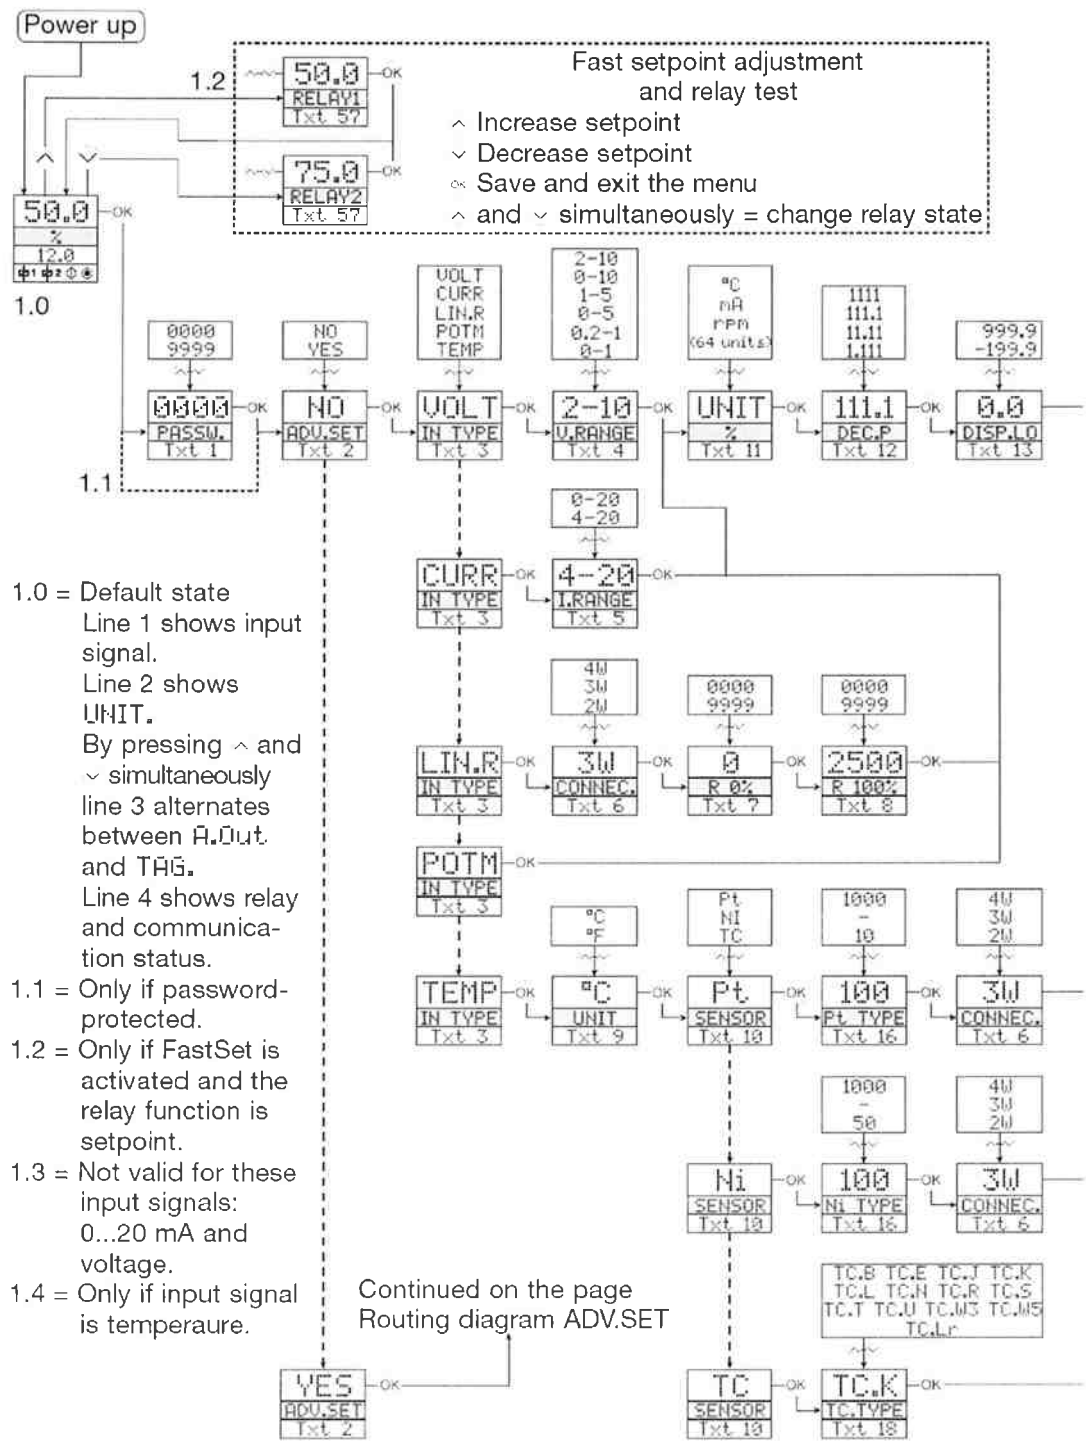 Power up
1.2
50.0
OK
RELAY1
Txt 57
75.0
OK
RELAY2
Txt 57
Fast setpoint adjustment
and relay test
^ Increase setpoint
v Decrease setpoint
OK Save and exit the menu
^ and v simultaneously = change relay state
50.0
OK
%
12.0
1 2
1.0
0000
9999
0000
OK
PASSW.
Txt 1
1.1
NO
YES
NO
OK
ADV.SET
Txt 2
VOLT
CURR
LIN.R
POTM
TEMP
VOLT
OK
IN TYPE
Txt 3
2-10
0-10
1-5
0-5
0.2-1
0-1
2-10
OK
V.RANGE
Txt 4
°C
mA
rpm
(64 units)
UNIT
OK
%
Txt 11
1111
111.1
11.11
1.111
111.1
OK
DEC.P
Txt 12
999.9
-199.9
0.0
OK
DISP.LO
Txt 13
CURR
OK
IN TYPE
Txt 3
0-20
4-20
4-20
OK
I.RANGE
Txt 5
LIN.R
OK
IN TYPE
Txt 3
4W
3W
2W
3W
OK
CONNEC.
Txt 6
0000
9999
0
OK
R 0%
Txt 7
0000
9999
2500
OK
R 100%
Txt 8
POTM
OK
IN TYPE
Txt 3
TEMP
OK
IN TYPE
Txt 3
°C
°F
°C
OK
UNIT
Txt 9
Pt
NI
TC
Pt
OK
SENSOR
Txt 10
1000
-
10
100
OK
Pt TYPE
Txt 16
4W
3W
2W
3W
OK
CONNEC.
Txt 6
Ni
OK
SENSOR
Txt 10
1000
-
50
100
OK
Ni TYPE
Txt 16
4W
3W
2W
3W
OK
CONNEC.
Txt 6
TC
OK
SENSOR
Txt 10
TC.B TC.E TC.J TC.K
TC.L TC.N TC.R TC.S
TC.T TC.U TC.W3 TC.W5
TC.Lr
TC.K
OK
TC.TYPE
Txt 18
1.0 = Default state
Line 1 shows input
signal.
Line 2 shows
UNIT.
By pressing ^ and
v simultaneously
line 3 alternates
between A.Out
and TAG.
Line 4 shows relay
and communica-
tion status.
1.1 = Only if password-
protected.
1.2 = Only if FastSet is
activated and the
relay function is
setpoint.
1.3 = Not valid for these
input signals:
0...20 mA and
voltage.
1.4 = Only if input signal
is temperaure.
Continued on the page
Routing diagram ADV.SET
YES
OK
ADV.SET
Txt 2